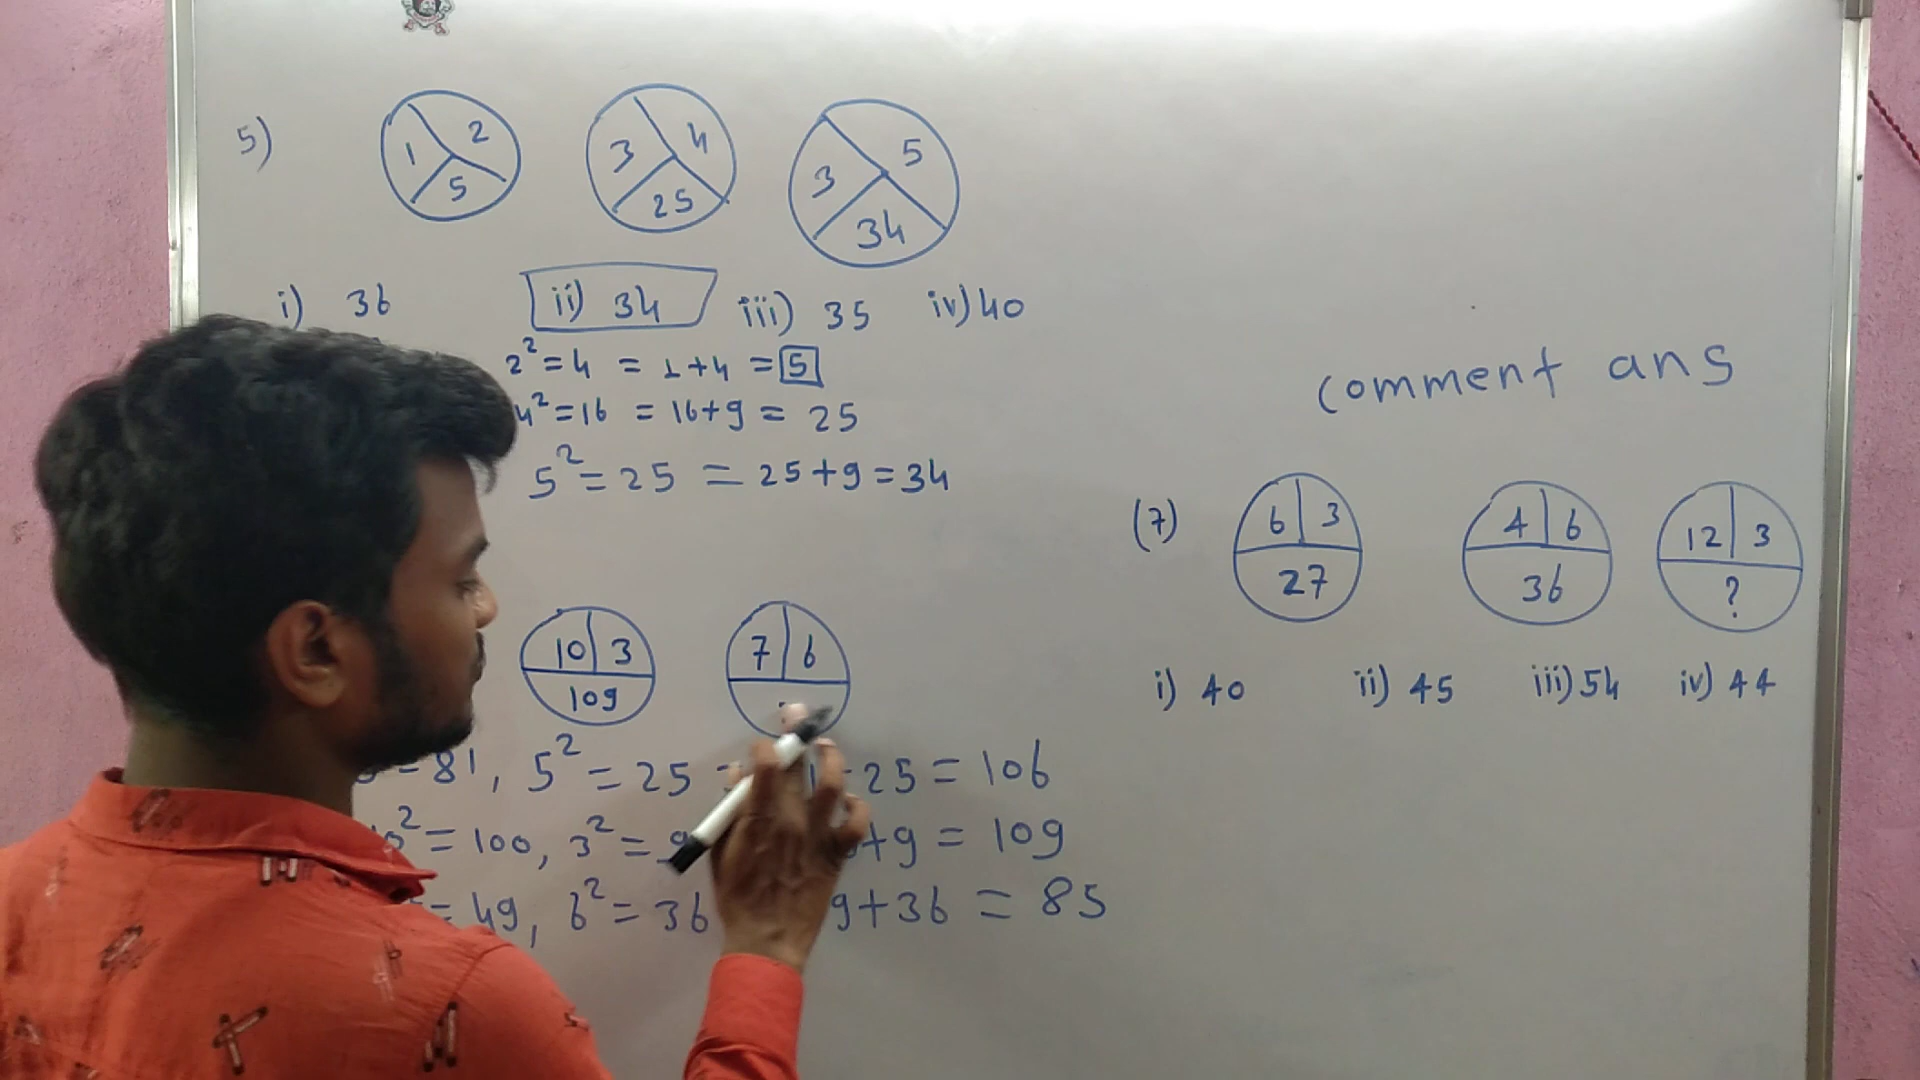 5)
1 2 5
3 4 25
3 5 34
i) 36 ii) 34 iii) 35 iv) 40
2² = 4 = 1+4 = 5
4² = 16 = 16+9 = 25
5² = 25 = 25+9 = 34
comment ans
(7)
6 3 27
4 6 36
12 3 ?
i) 40 ii) 45 iii) 54 iv) 44
10 3 109
7 6
= 81, 5² = 25 = 25 = 106
² = 100, 3² = 9 +9 = 109
= 49, 6² = 36 9+36 = 85